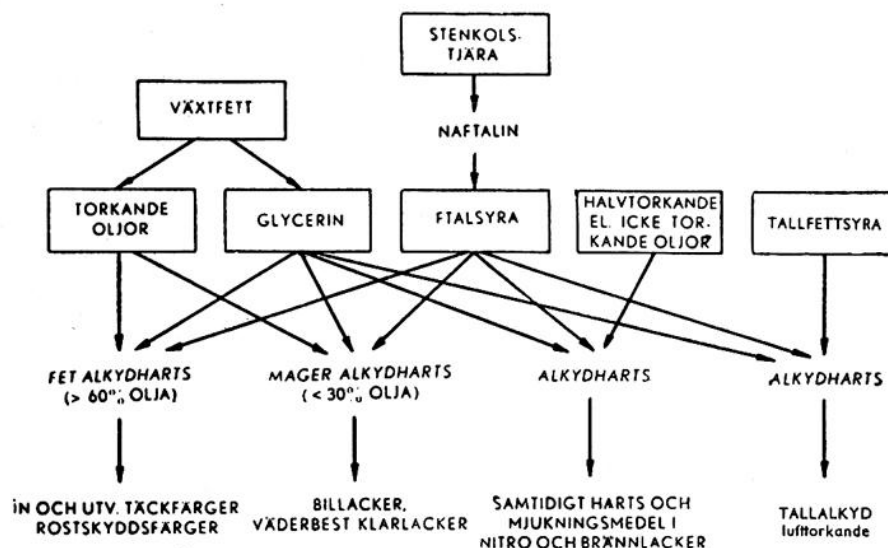 STENKOLS-
TJÄRA
VÄXTFETT
NAFTALIN
TORKANDE
OLJOR
GLYCERIN
FTALSYRA
HALVTORKANDE
EL. ICKE TOR-
KANDE OLJOR
TALLFETTSYRA
FET ALKYDHARTS
(> 60% OLJA)
MAGER ALKYDHARTS
(< 30% OLJA)
ALKYDHARTS
ALKYDHARTS
IN OCH UTV. TÄCKFÄRGER
ROSTSKYDDSFÄRGER
BILLACKER,
VÄDERBEST KLARLACKER
SAMTIDIGT HARTS OCH
MJUKNINGSMEDEL I
NITRO OCH BRÄNNLACKER
TALLALKYD
lufttorkande